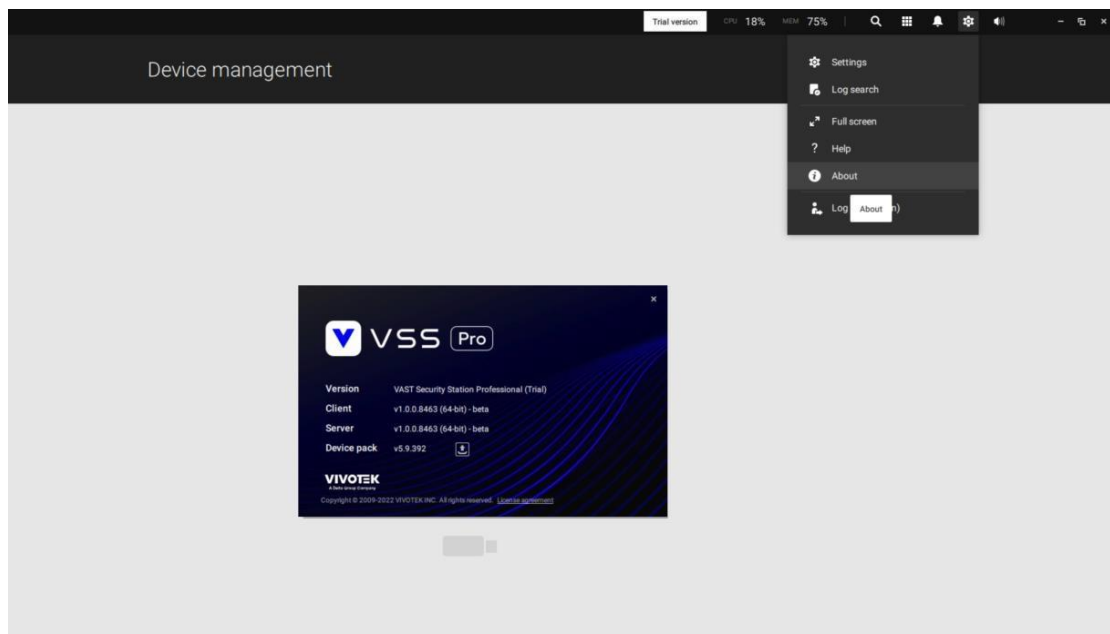 Trial version CPU 18% MEM 75%
Device management
Settings
Log search
Full screen
? Help
About
Log About n)
VSS Pro
Version VAST Security Station Professional (Trial)
Client v1.0.0.8463 (64-bit) - beta
Server v1.0.0.8463 (64-bit) - beta
Device pack v5.9.392
VIVOTEK
A Delta Group Company
Copyright © 2009-2022 VIVOTEK INC. All rights reserved. License agreement